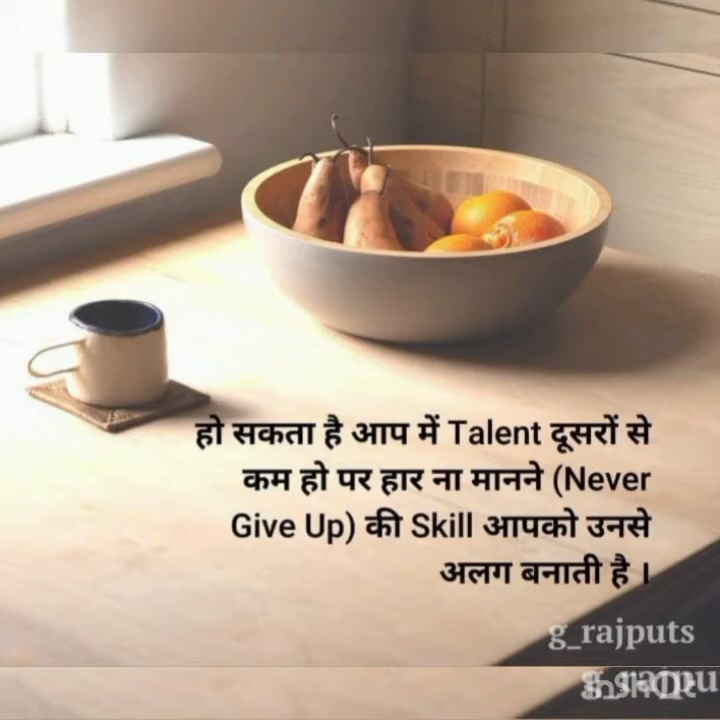 हो सकता है आप में Talent दूसरों से
कम हो पर हार ना मानने (Never
Give Up) की Skill आपको उनसे
अलग बनाती है ।
g_rajputs